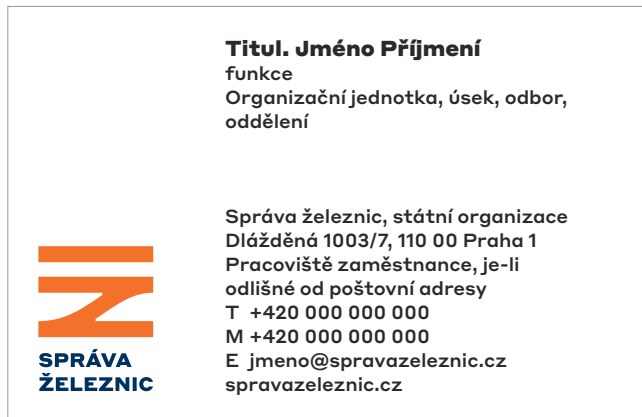 Titul. Jméno Příjmení
funkce
Organizační jednotka, úsek, odbor,
oddělení
Správa železnic, státní organizace
Dlážděná 1003/7, 110 00 Praha 1
Pracoviště zaměstnance, je-li
odlišné od poštovní adresy
T +420 000 000 000
M +420 000 000 000
E jmeno@spravazeleznic.cz
spravazeleznic.cz
SPRÁVA
ŽELEZNIC